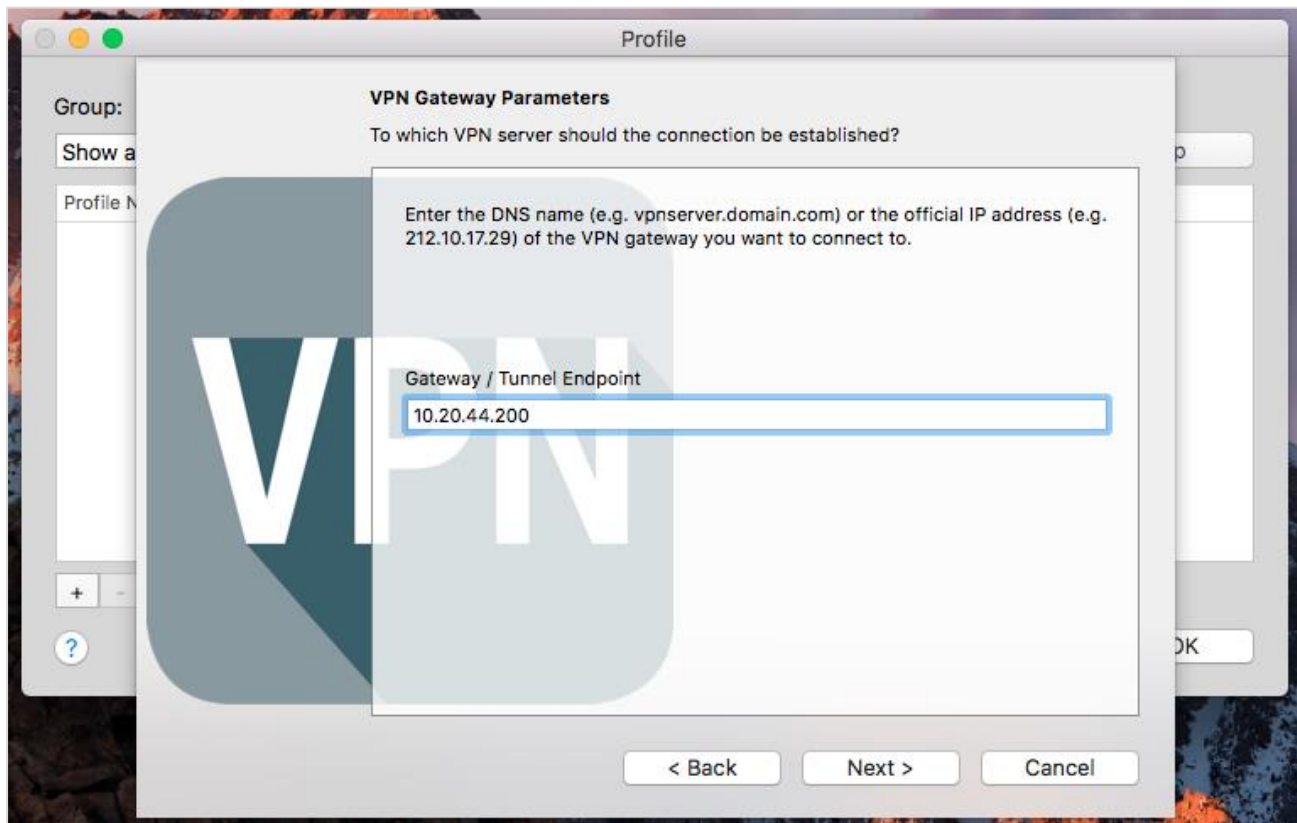 Profile
Group:
Show a
p
Profile N
VPN Gateway Parameters
To which VPN server should the connection be established?
Enter the DNS name (e.g. vpnserver.domain.com) or the official IP address (e.g.
212.10.17.29) of the VPN gateway you want to connect to.
VPN
Gateway / Tunnel Endpoint
10.20.44.200
+ -
?
OK
< Back Next > Cancel